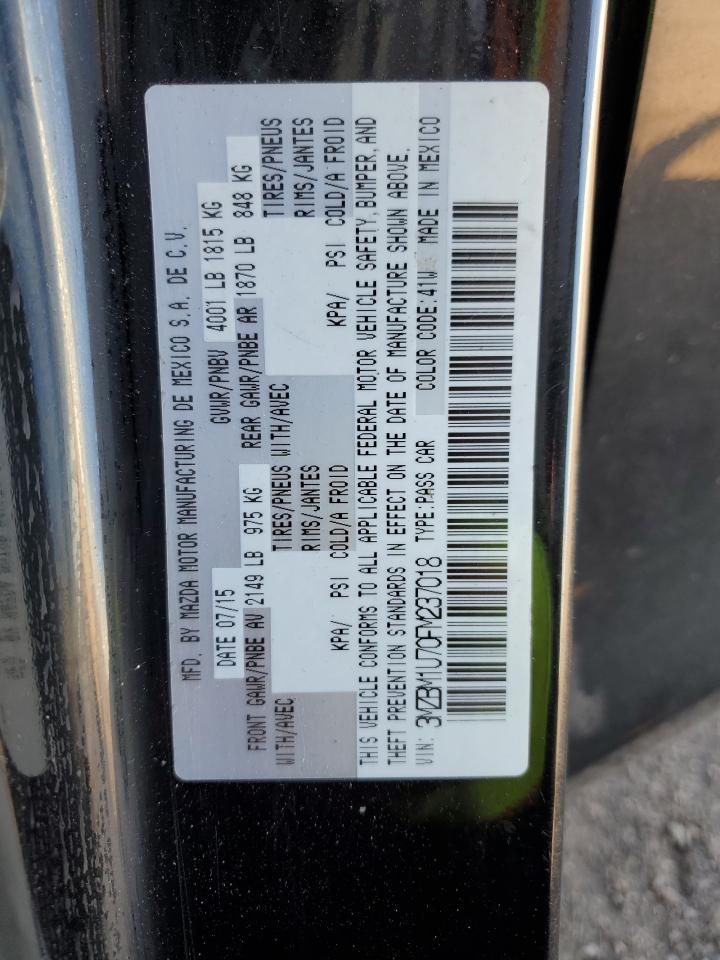 MFD. BY MAZDA MOTOR MANUFACTURING DE MEXICO S.A. DE C.V.
DATE 07/15 GVWR/PNBV 4001 LB 1815 KG
FRONT GAWR/PNBE AV 2149 LB 975 KG REAR GAWR/PNBE AR 1870 LB 848 KG
WITH/AVEC TIRES/PNEUS WITH/AVEC TIRES/PNEUS
RIMS/JANTES RIMS/JANTES
KPA/ PSI COLD/A FROID KPA/ PSI COLD/A FROID
THIS VEHICLE CONFORMS TO ALL APPLICABLE FEDERAL MOTOR VEHICLE SAFETY, BUMPER, AND
THEFT PREVENTION STANDARDS IN EFFECT ON THE DATE OF MANUFACTURE SHOWN ABOVE.
VIN: 3MZBM1U70FM237018 TYPE:PASS CAR COLOR CODE:41W MADE IN MEXICO